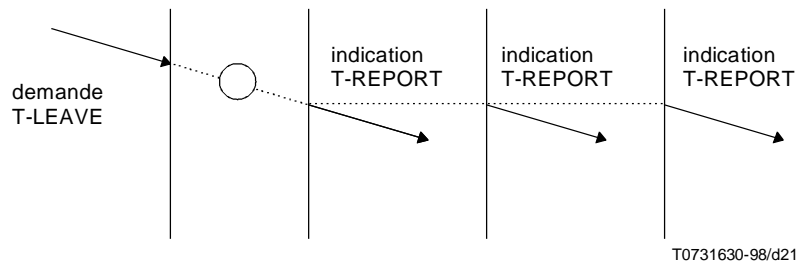 demande
T-LEAVE
indication
T-REPORT
indication
T-REPORT
indication
T-REPORT
T0731630-98/d21